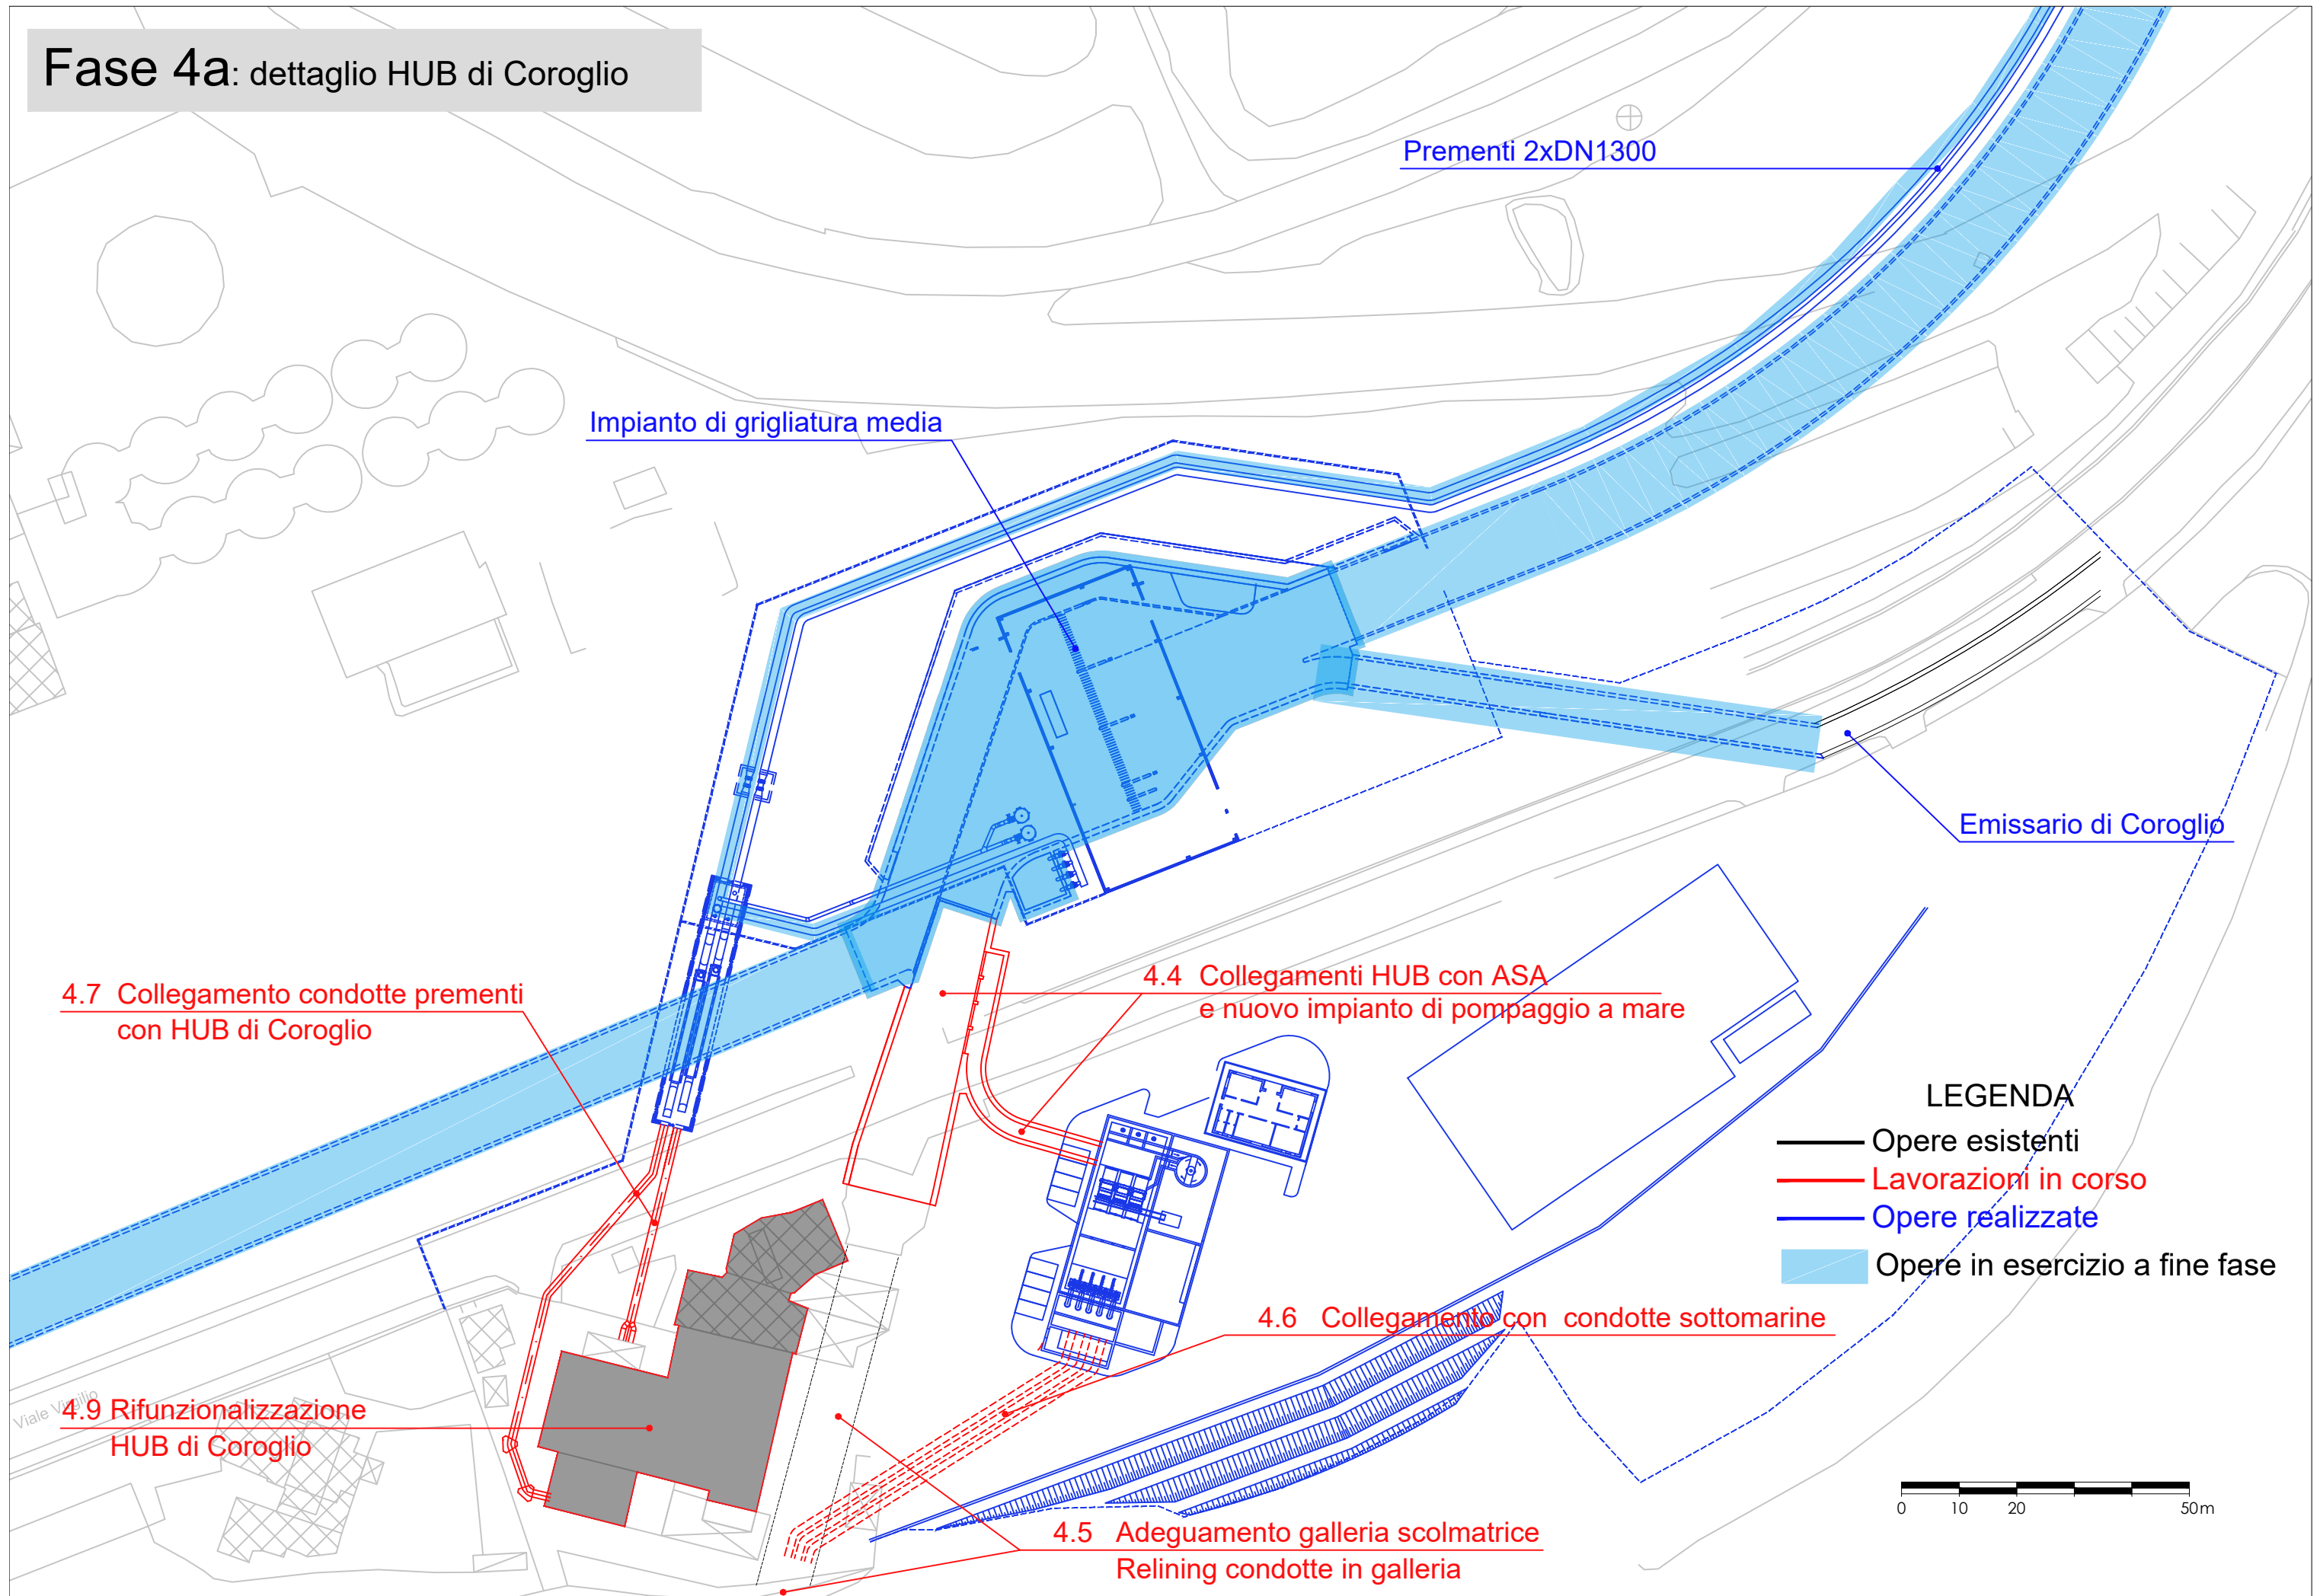 Fase 4a: dettaglio HUB di Coroglio
Prementi 2xDN1300
Impianto di grigliatura media
Emissario di Coroglio
4.7 Collegamento condotte prementi
con HUB di Coroglio
4.4 Collegamenti HUB con ASA
e nuovo impianto di pompaggio a mare
LEGENDA
Opere esistenti
Lavorazioni in corso
Opere realizzate
Opere in esercizio a fine fase
4.6 Collegamento con condotte sottomarine
Viale Virgilio
4.9 Rifunzionalizzazione
HUB di Coroglio
0 10 20 50m
4.5 Adeguamento galleria scolmatrice
Relining condotte in galleria